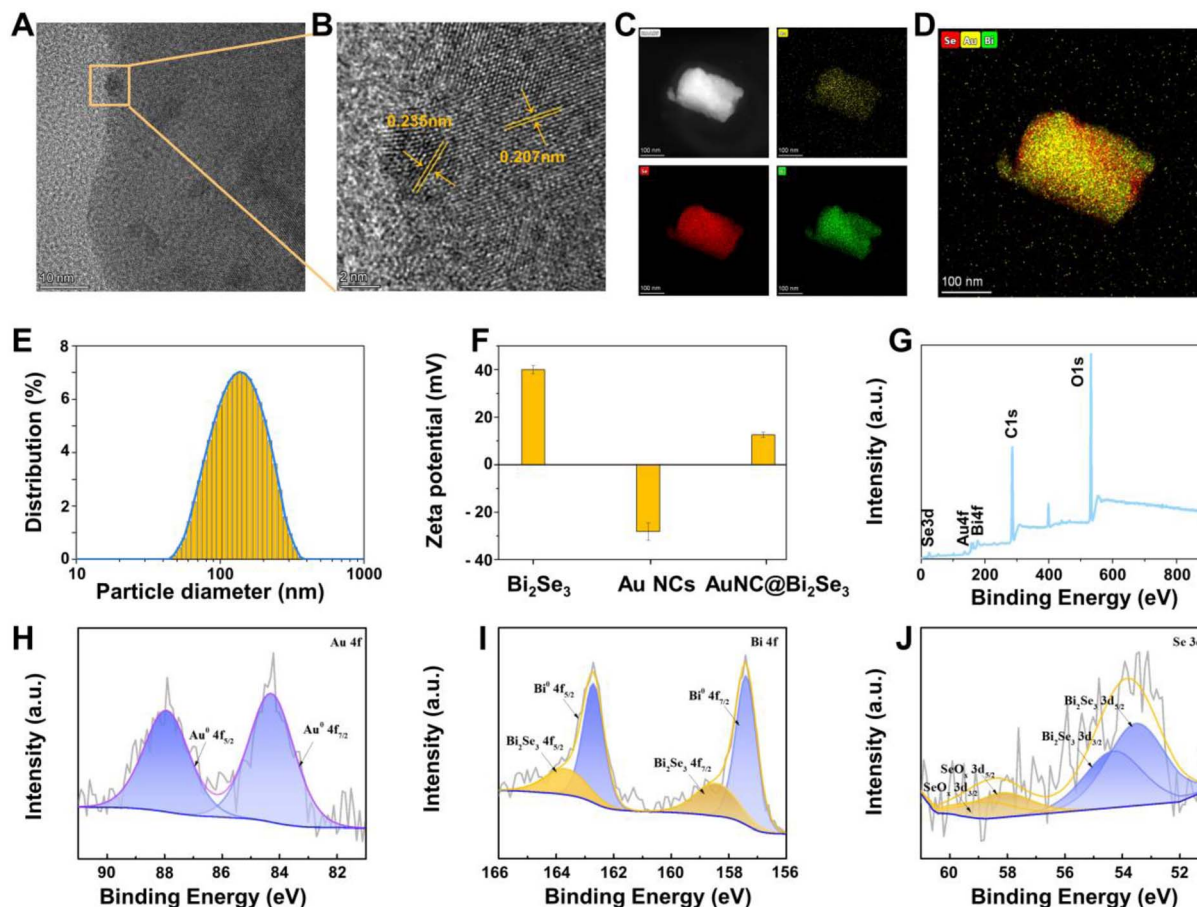 A
10 nm
B
0.235nm
0.207nm
2 nm
C
100 nm
100 nm
Se
100 nm
100 nm
D
Se Au Bi
100 nm
E
Distribution (%)
8
6
4
2
0
10
100
1000
Particle diameter (nm)
F
Zeta potential (mV)
40
20
0
- 20
- 40
Bi₂Se₃
Au NCs
AuNC@Bi₂Se₃
G
Intensity (a.u.)
Se3d
Au4f
Bi4f
C1s
O1s
0
200
400
600
800
Binding Energy (eV)
H
Au 4f
Intensity (a.u.)
Au⁰ 4f₅/₂
Au⁰ 4f₇/₂
90
88
86
84
82
Binding Energy (eV)
I
Bi 4f
Intensity (a.u.)
Bi⁰ 4f₅/₂
Bi₂Se₃ 4f₅/₂
Bi⁰ 4f₇/₂
Bi₂Se₃ 4f₇/₂
166
164
162
160
158
156
Binding Energy (eV)
J
Se 3
Intensity (a.u.)
Bi₂Se₃ 3d₅/₂
Bi₂Se₃ 3d₃/₂
3d₅/₂
3d₃/₂
60
58
56
54
52
Binding Energy (eV)